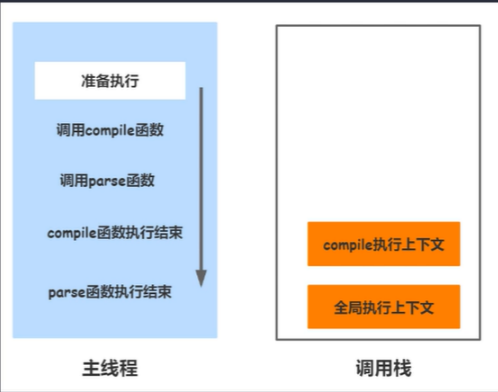 准备执行
调用compile函数
调用parse函数
compile函数执行结束
parse函数执行结束
主线程
compile执行上下文
全局执行上下文
调用栈